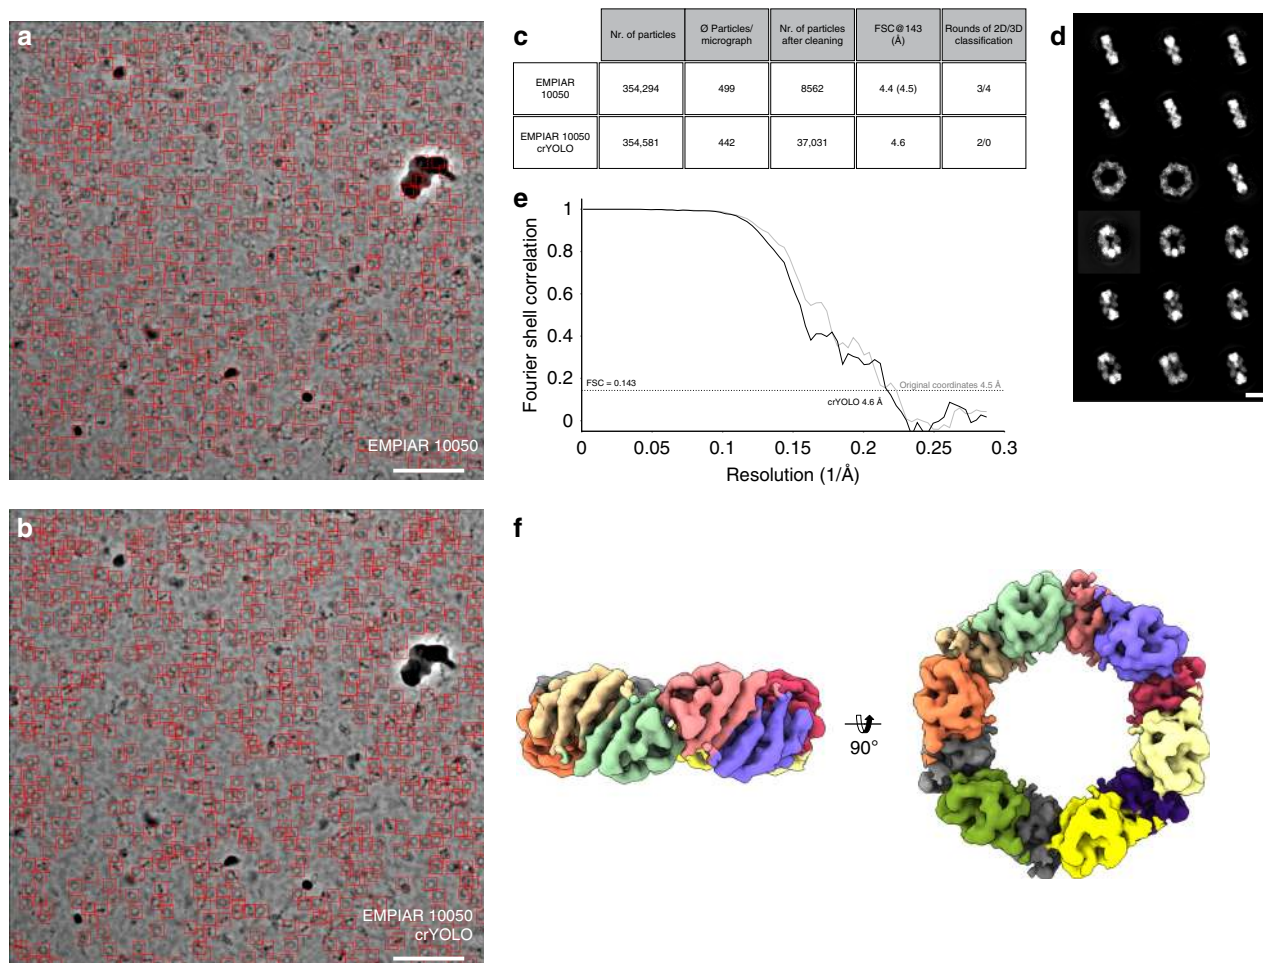 a
EMPIAR 10050
b
EMPIAR 10050
crYOLO
c
Nr. of particles
Ø Particles/
micrograph
Nr. of particles
after cleaning
FSC@143
(Å)
Rounds of 2D/3D
classification
EMPIAR
10050
354,294
499
8562
4.4 (4.5)
3/4
EMPIAR 10050
crYOLO
354,581
442
37,031
4.6
2/0
d
e
Fourier shell correlation
1
0.8
0.6
0.4
0.2
0
FSC = 0.143
Original coordinates 4.5 Å
crYOLO 4.6 Å
0
0.05
0.1
0.15
0.2
0.25
0.3
Resolution (1/Å)
f
90°